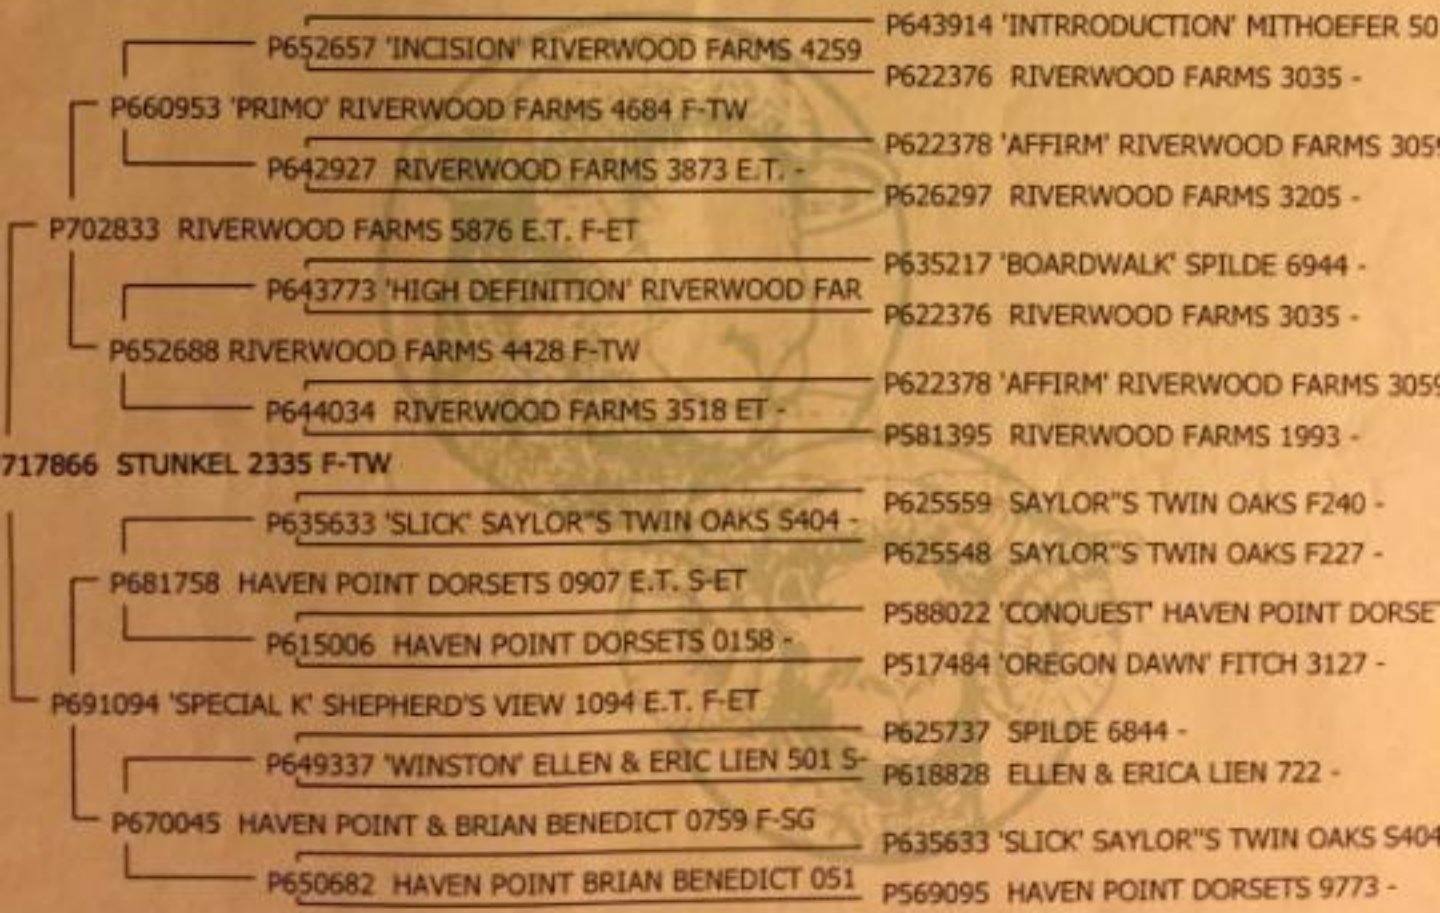 P643914 'INTRRODUCTION' MITHOEFER 50
P652657 'INCISION' RIVERWOOD FARMS 4259
P622376 RIVERWOOD FARMS 3035 -
P660953 'PRIMO' RIVERWOOD FARMS 4684 F-TW
P622378 'AFFIRM' RIVERWOOD FARMS 3059
P642927 RIVERWOOD FARMS 3873 E.T. -
P626297 RIVERWOOD FARMS 3205 -
P702833 RIVERWOOD FARMS 5876 E.T. F-ET
P635217 'BOARDWALK' SPILDE 6944 -
P643773 'HIGH DEFINITION' RIVERWOOD FAR
P622376 RIVERWOOD FARMS 3035 -
P652688 RIVERWOOD FARMS 4428 F-TW
P622378 'AFFIRM' RIVERWOOD FARMS 3059
P644034 RIVERWOOD FARMS 3518 ET -
P581395 RIVERWOOD FARMS 1993 -
717866 STUNKEL 2335 F-TW
P625559 SAYLOR"S TWIN OAKS F240 -
P635633 'SLICK' SAYLOR"S TWIN OAKS S404 -
P625548 SAYLOR"S TWIN OAKS F227 -
P681758 HAVEN POINT DORSETS 0907 E.T. S-ET
P588022 'CONQUEST' HAVEN POINT DORSET
P615006 HAVEN POINT DORSETS 0158 -
P517484 'OREGON DAWN' FITCH 3127 -
P691094 'SPECIAL K' SHEPHERD'S VIEW 1094 E.T. F-ET
P625737 SPILDE 6844 -
P649337 'WINSTON' ELLEN & ERIC LIEN 501 S-
P618828 ELLEN & ERICA LIEN 722 -
P670045 HAVEN POINT & BRIAN BENEDICT 0759 F-SG
P635633 'SLICK' SAYLOR"S TWIN OAKS S404
P650682 HAVEN POINT BRIAN BENEDICT 051
P569095 HAVEN POINT DORSETS 9773 -